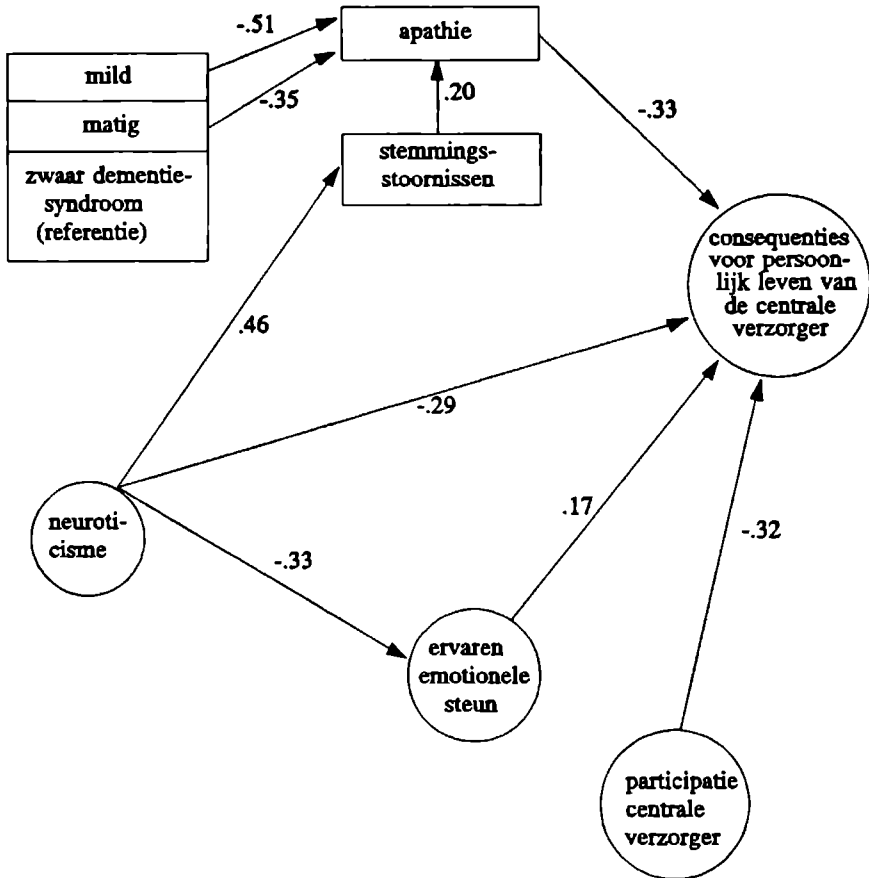 -.51
apathie
mild
-.35
-.33
matig
.20
stemmings-
stoornissen
zwaar dementie-
syndroom
(referentie)
consequenties
voor persoon-
lijk leven van
de centrale
verzorger
.46
-.29
.17
neuroti-
cisme
-.33
-.32
ervaren
emotionele
steun
participatie
centrale
verzorger